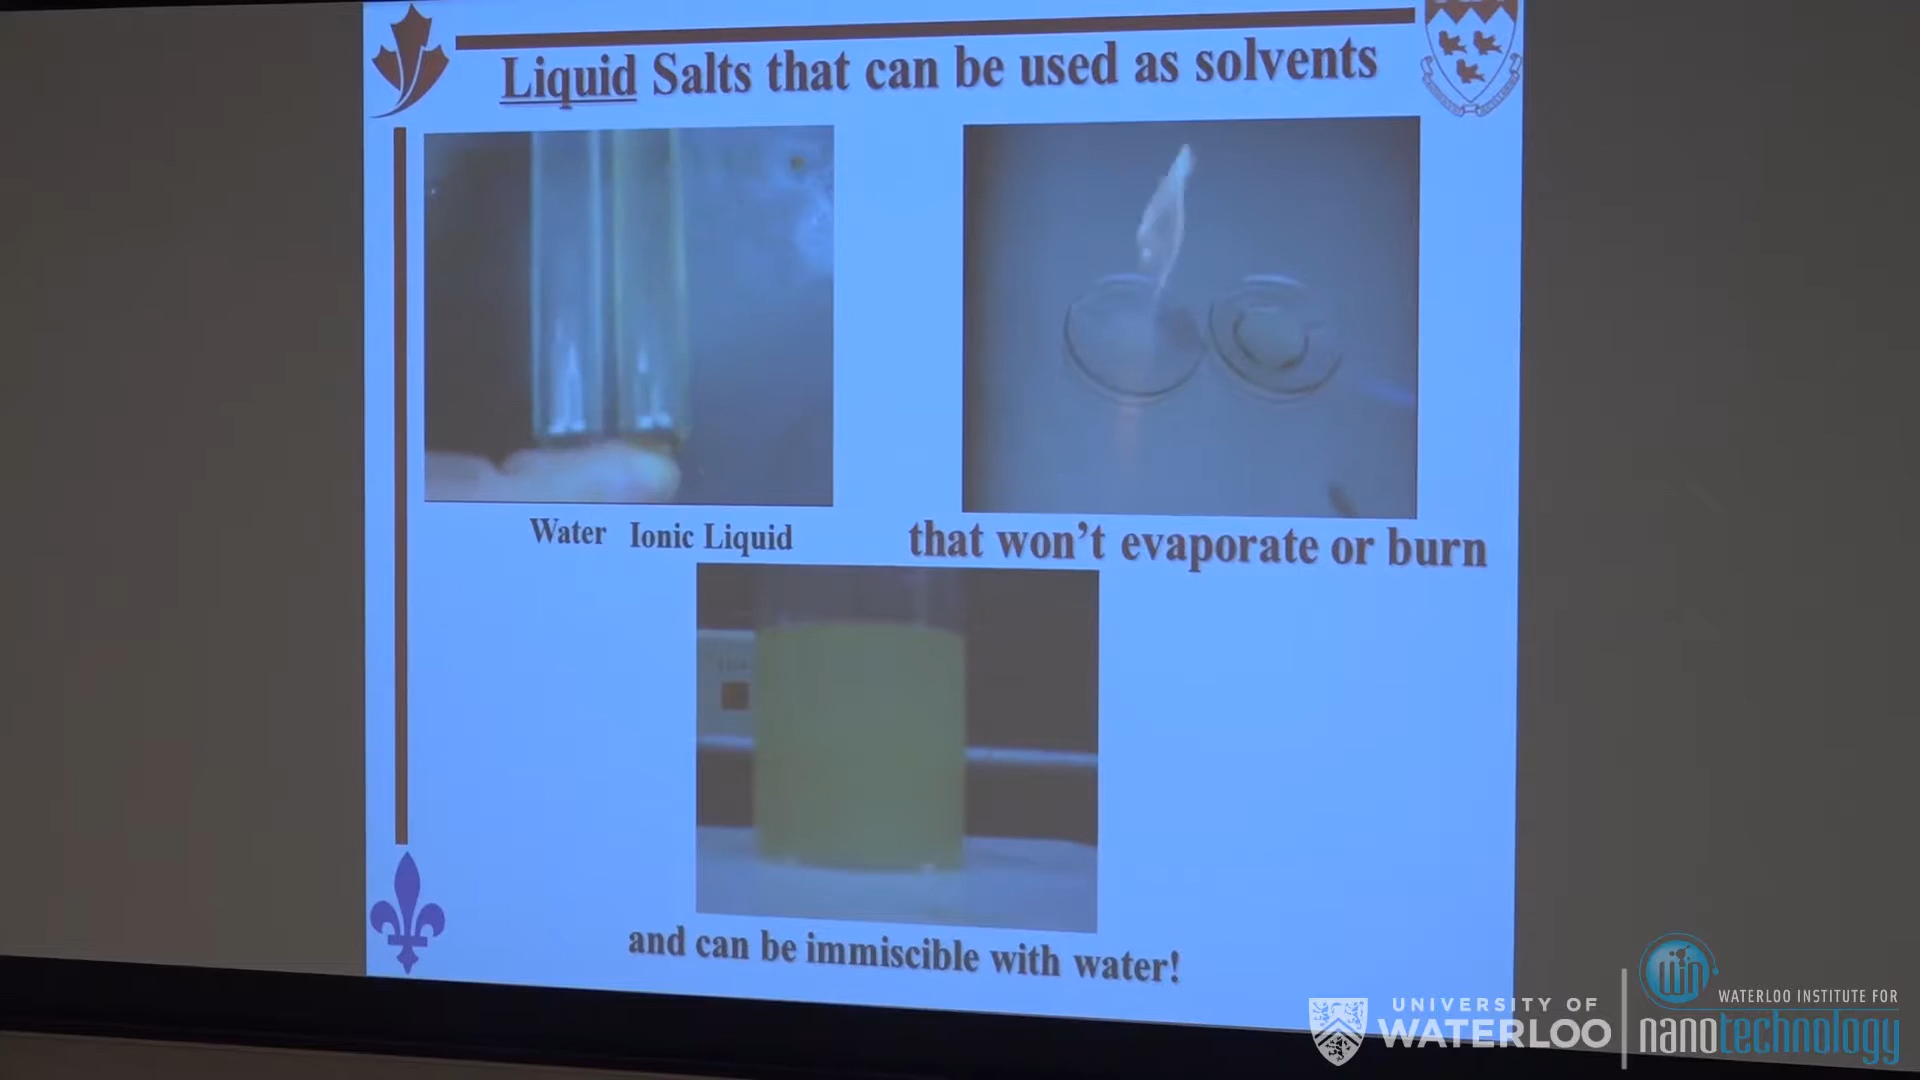 Liquid Salts that can be used as solvents
Water Ionic Liquid
that won't evaporate or burn
and can be immiscible with water!
UNIVERSITY OF
WATERLOO
WIN
WATERLOO INSTITUTE FOR
nanotechnology